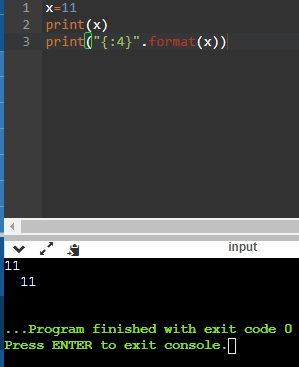 1 x=11
2 print(x)
3 print("{:4}".format(x))
input
11
  11
...Program finished with exit code 0
Press ENTER to exit console.